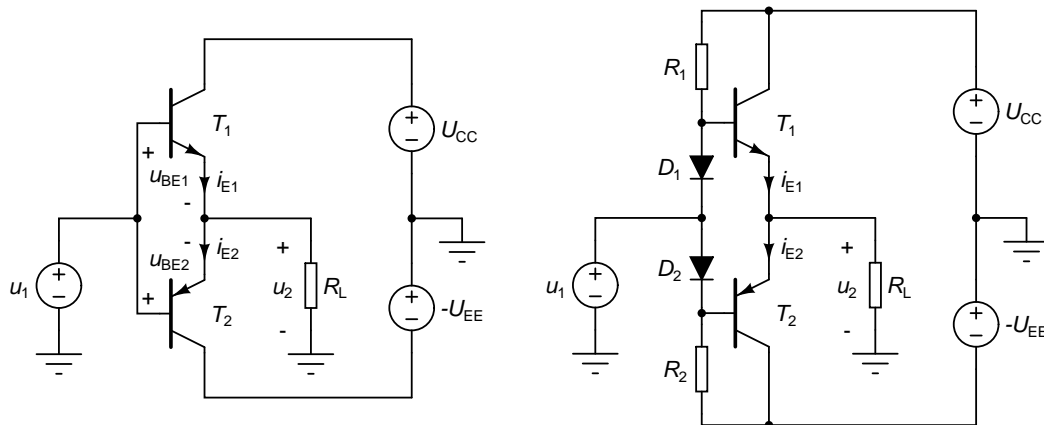 T1
+
uBE1
iE1
-
-
uBE2
iE2
+
T2
u1
+
−
+
u2
-
RL
+
−
UCC
+
−
-UEE
R1
T1
D1
iE1
u1
+
−
D2
iE2
T2
R2
+
u2
-
RL
+
−
UCC
+
−
-UEE